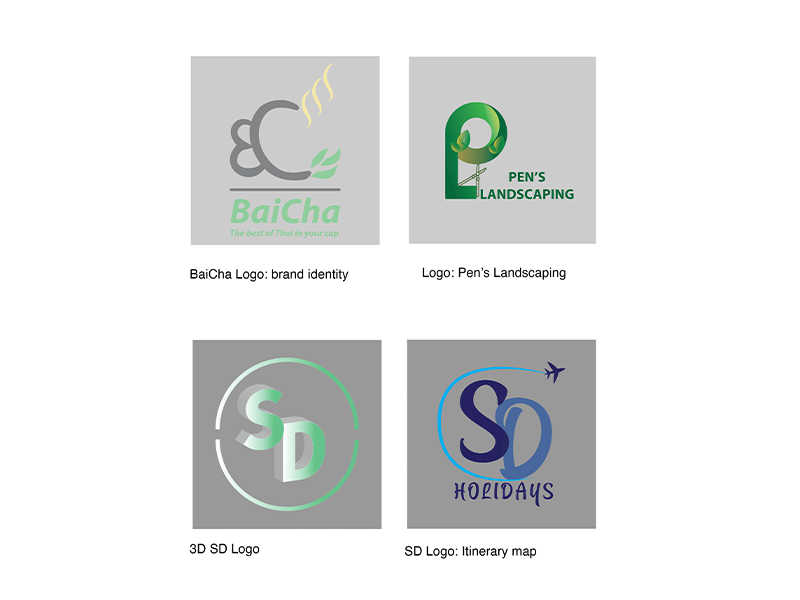 BaiCha
The best of Thai in your cup
BaiCha Logo: brand identity
PEN'S
LANDSCAPING
Logo: Pen's Landscaping
SD
3D SD Logo
SD
HOLIDAYS
SD Logo: Itinerary map